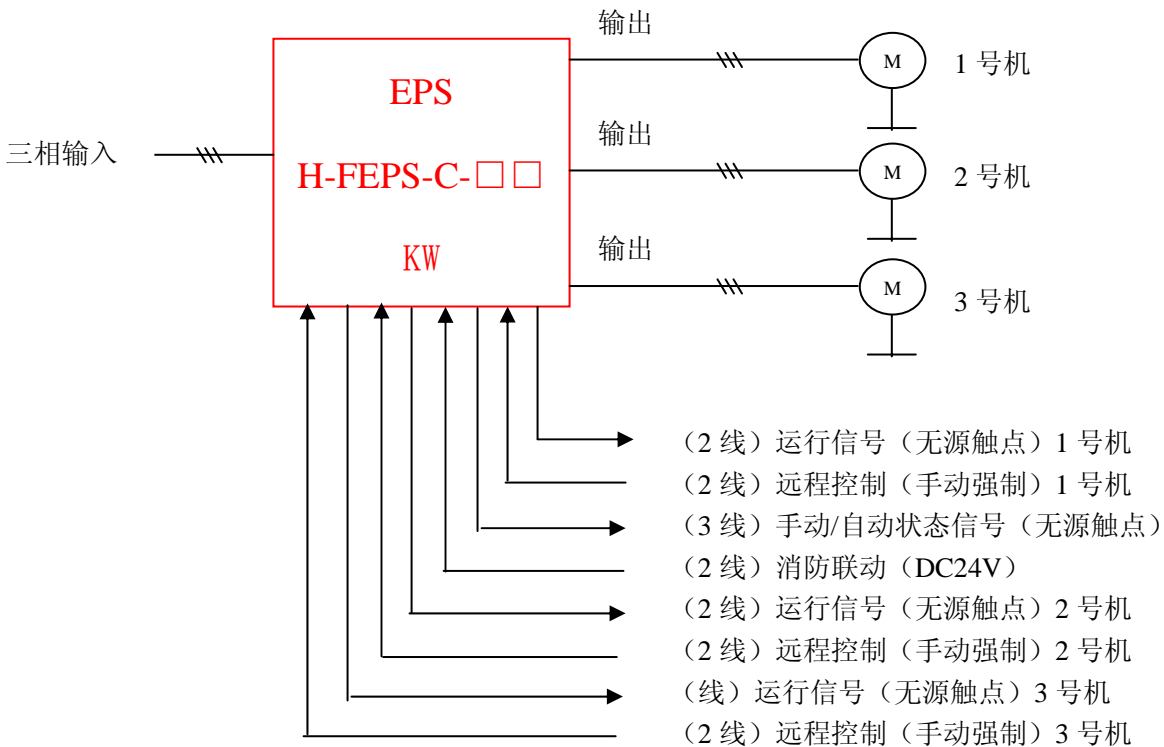 输出
M
1 号机
EPS
三相输入
输出
H-FEPS-C-□□
M
2 号机
输出
KW
M
3 号机
（2 线）运行信号（无源触点）1 号机
（2 线）远程控制（手动强制）1 号机
（3 线）手动/自动状态信号（无源触点）
（2 线）消防联动（DC24V）
（2 线）运行信号（无源触点）2 号机
（2 线）远程控制（手动强制）2 号机
（线）运行信号（无源触点）3 号机
（2 线）远程控制（手动强制）3 号机